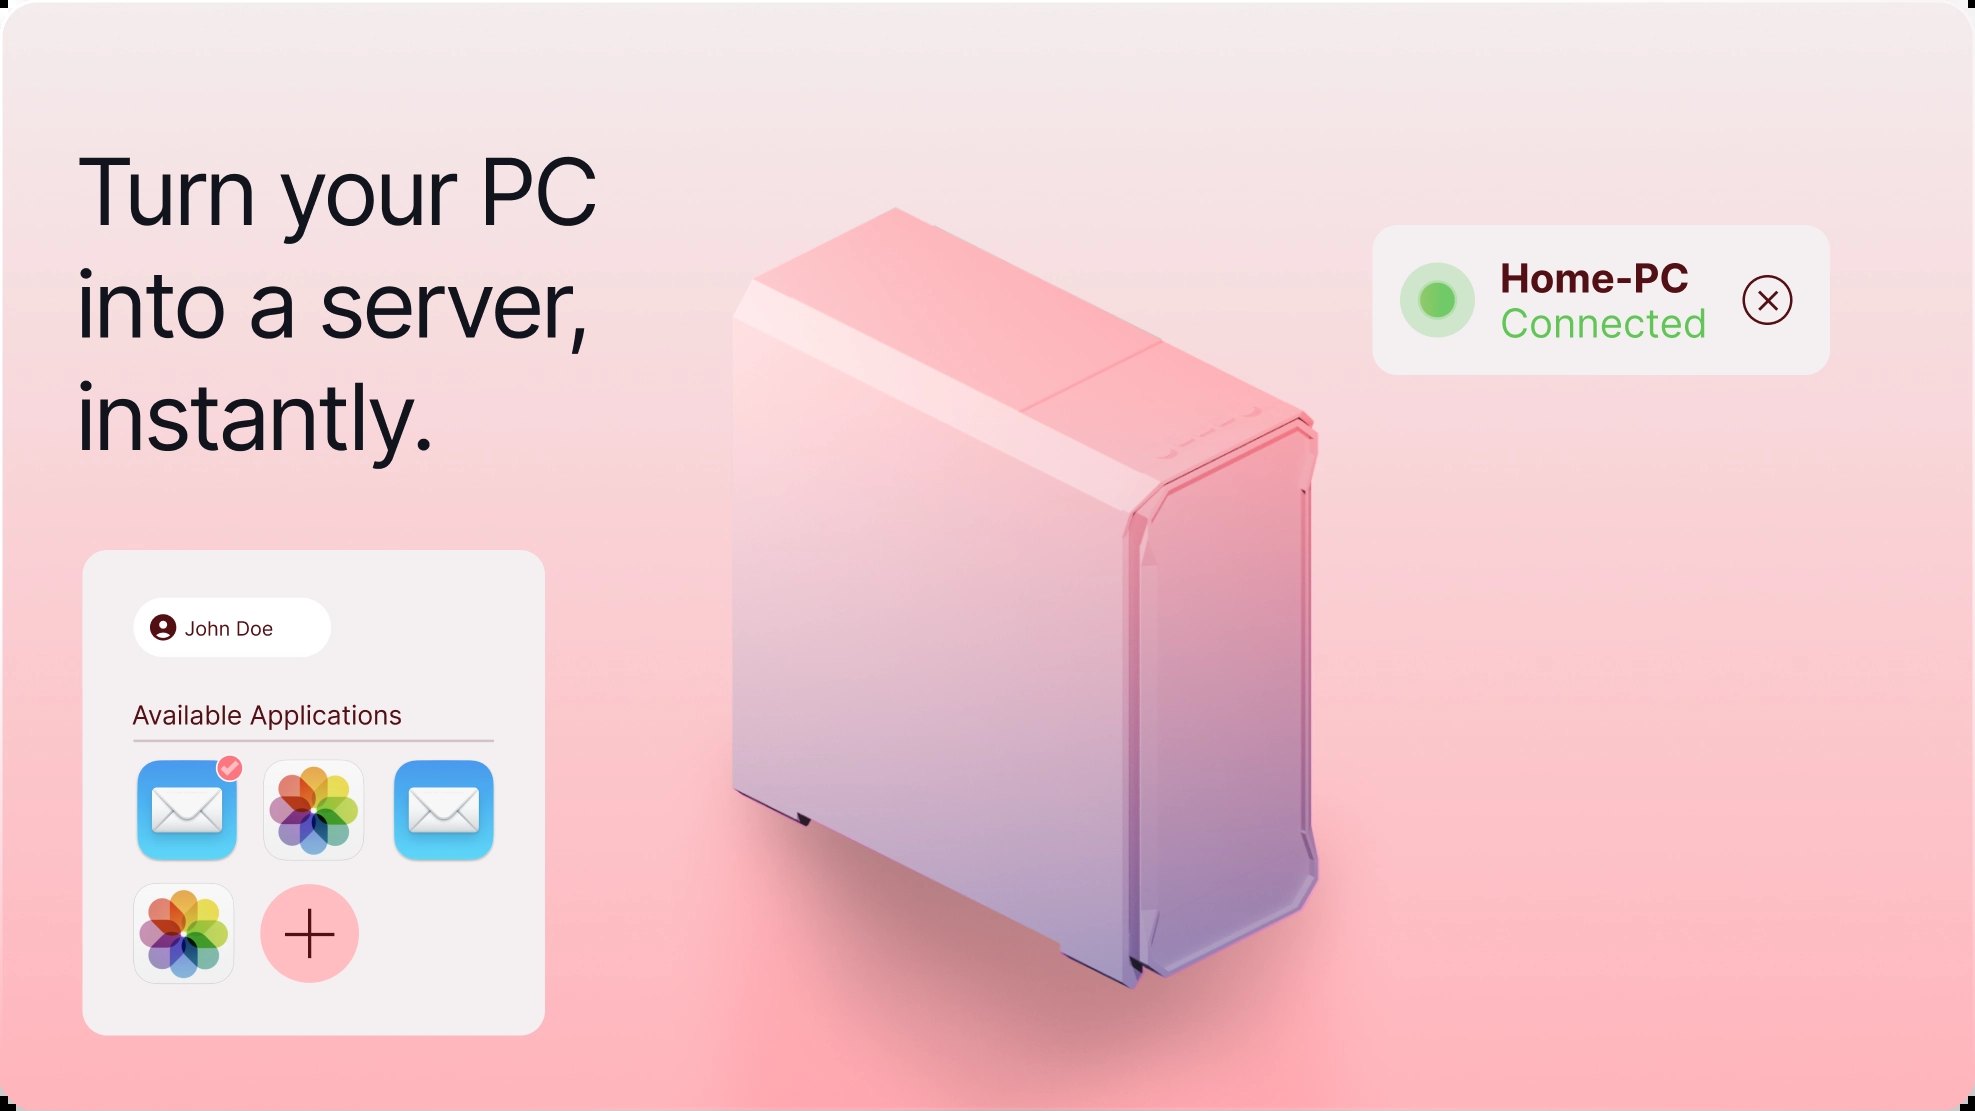 Turn your PC
into a server,
instantly.
Home-PC
Connected
John Doe
Available Applications